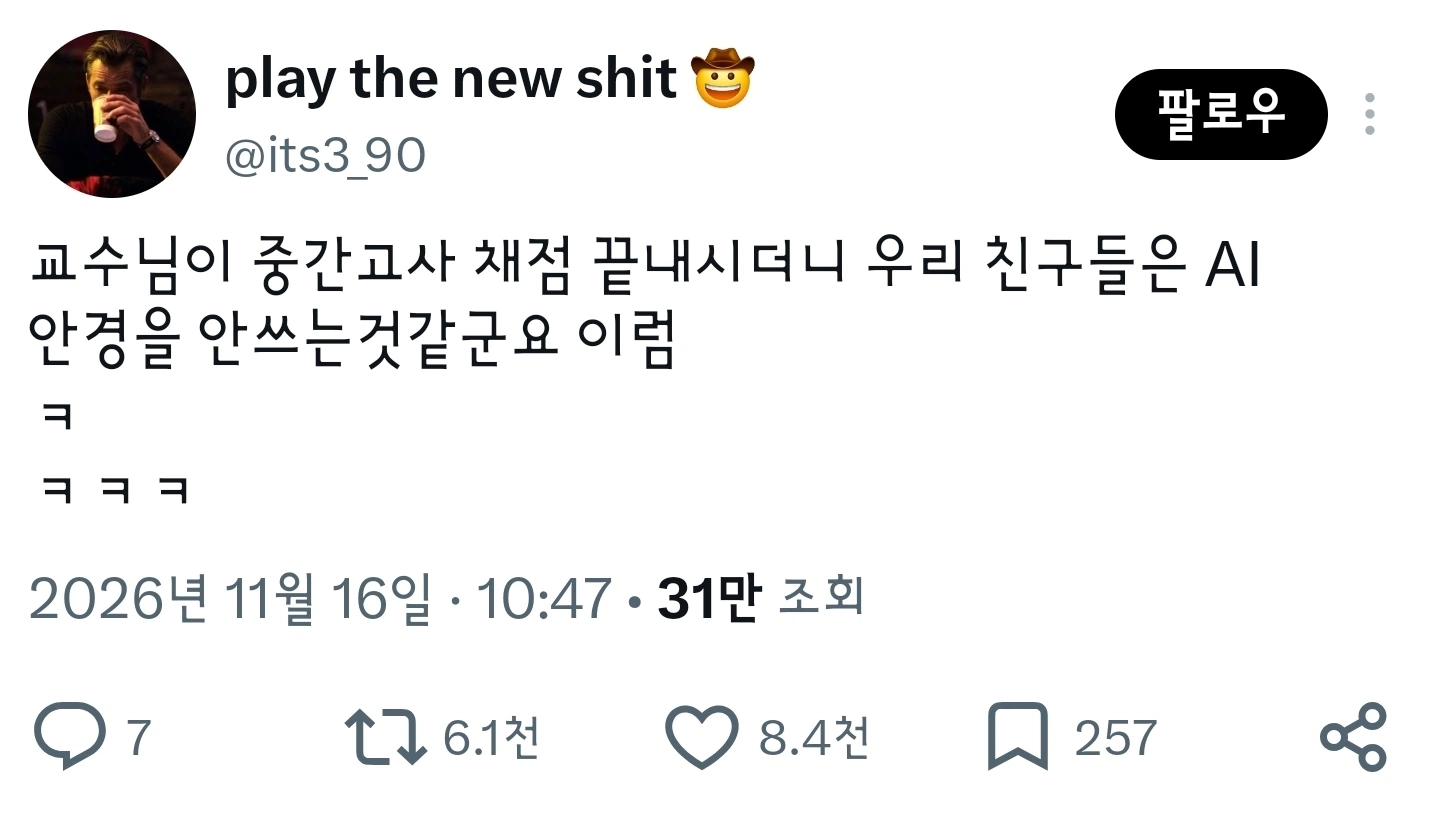 play the new shit 🤠
@its3_90
팔로우
교수님이 중간고사 채점 끝내시더니 우리 친구들은 AI
안경을 안쓰는것같군요 이럼
ㅋ
ㅋㅋㅋ
2026년 11월 16일 · 10:47 • 31만 조회
7 6.1천 8.4천 257